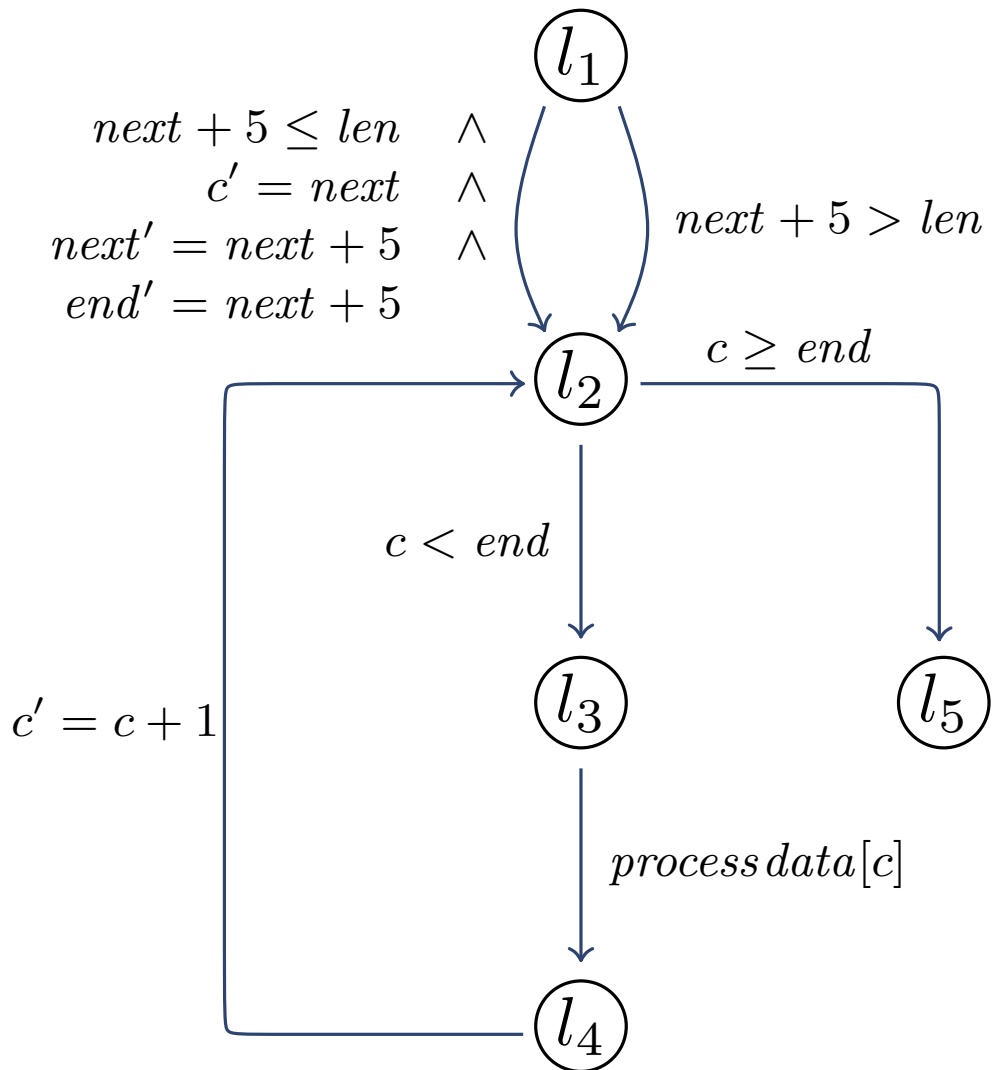 l₁
next + 5 ≤ len ∧
c′ = next ∧
next′ = next + 5 ∧
end′ = next + 5
next + 5 > len
l₂
c ≥ end
c < end
l₃
l₅
c′ = c + 1
process data[c]
l₄